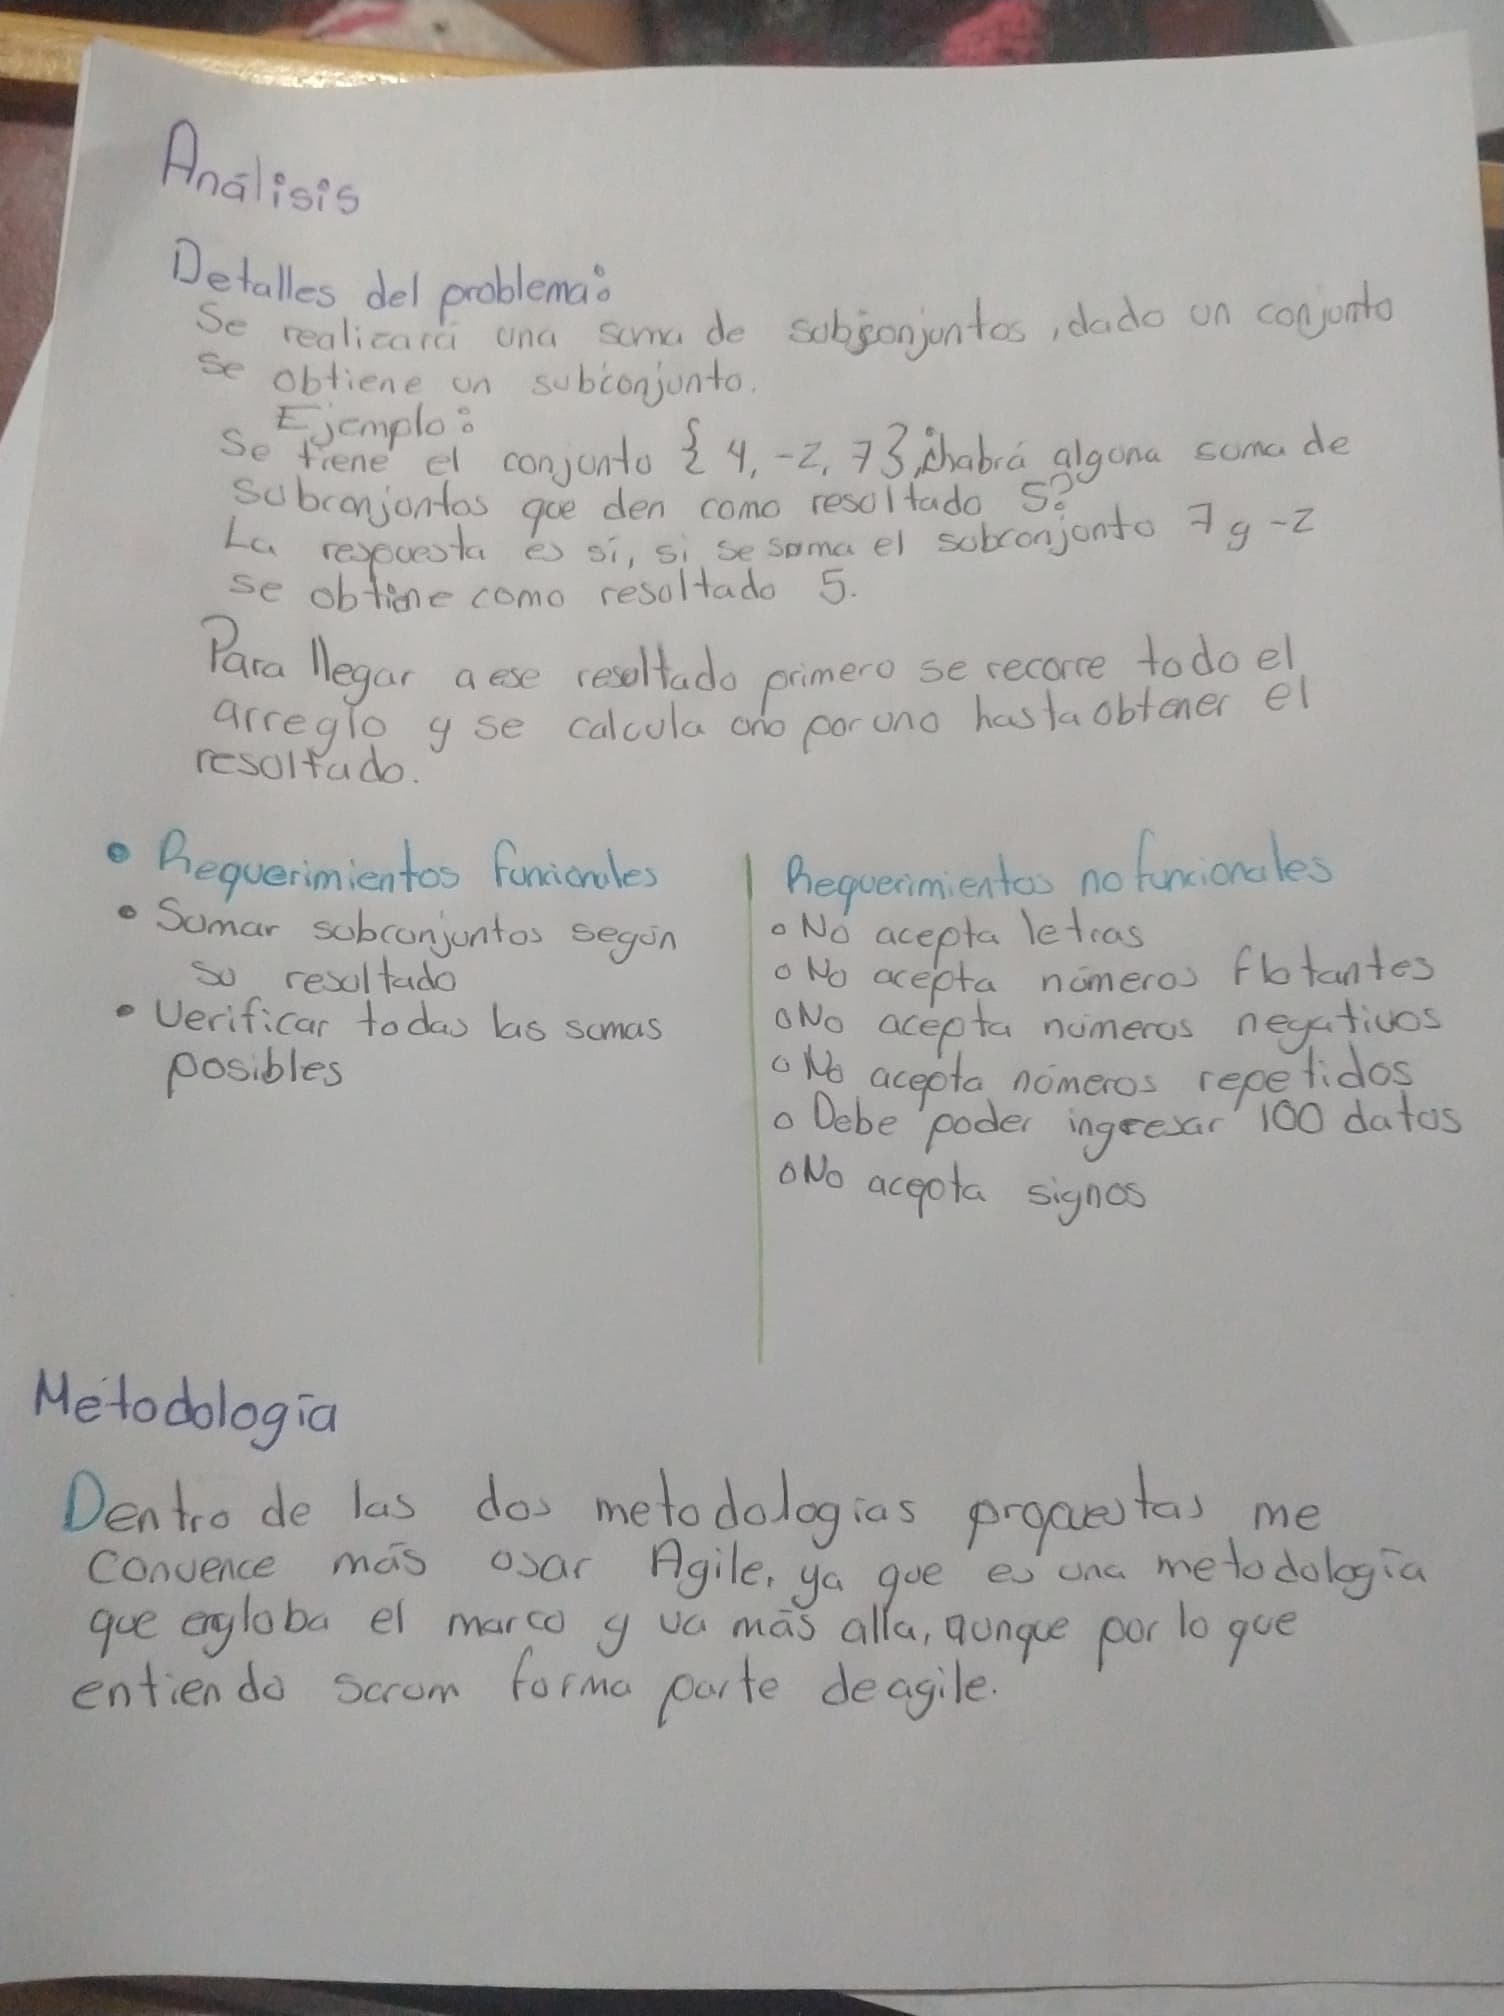 Análisis
Detalles del problema:
Se realizará una suma de subconjuntos, dado un conjunto
se obtiene un subconjunto.
Ejemplo:
Se tiene el conjunto { 4, -2, 7}, ¿habrá alguna suma de
subconjuntos que den como resultado 5?
La respuesta es sí, si se suma el subconjunto 7 y -2
se obtine como resultado 5.
Para llegar a ese resultado primero se recorre todo el
arreglo y se calcula uno por uno hasta obtener el
resultado.
• Requerimientos funcionales
• Sumar subconjuntos según
su resultado
• Verificar todas las sumas
posibles
Requerimientos no funcionales
◦ No acepta letras
◦ No acepta números flotantes
◦ No acepta números negativos
◦ No acepta números repetidos
◦ Debe poder ingresar 100 datos
◦ No acepta signos
Metodología
Dentro de las dos metodologías propuestas me
convence más usar Agile, ya que es una metodología
que engloba el marco y va más alla, aunque por lo que
entiendo scrum forma parte de agile.